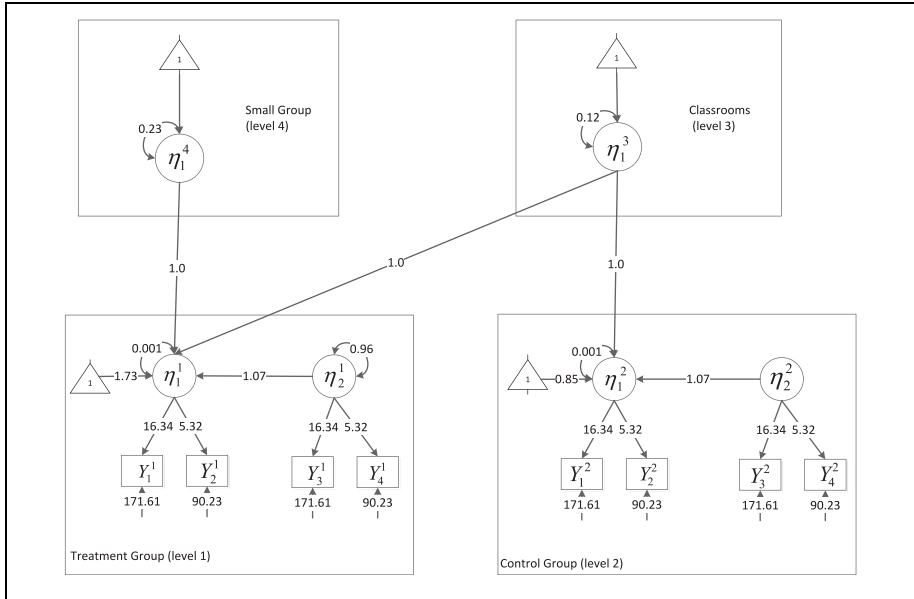 1
1
Small Group
(level 4)
Classrooms
(level 3)
0.23
0.12
η₁⁴
η₁³
1.0
1.0
1.0
0.001
0.96
0.001
1
1.73
η₁¹
1.07
η₂¹
1
0.85
η₁²
1.07
η₂²
16.34 5.32
16.34 5.32
16.34 5.32
16.34 5.32
Y₁¹
Y₂¹
Y₃¹
Y₄¹
Y₁²
Y₂²
Y₃²
Y₄²
171.61
90.23
171.61
90.23
171.61
90.23
171.61
90.23
Treatment Group (level 1)
Control Group (level 2)